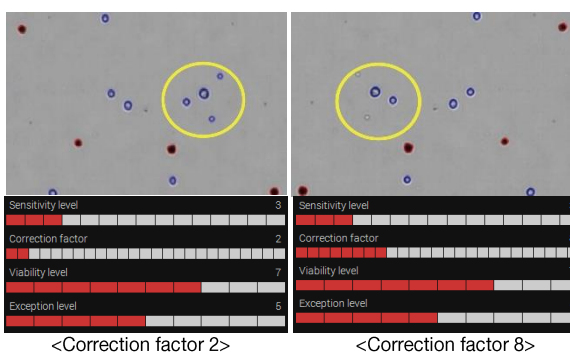 Sensitivity level 3
Correction factor 2
Viability level 7
Exception level 5
<Correction factor 2>
Sensitivity level
Correction factor
Viability level
Exception level
<Correction factor 8>